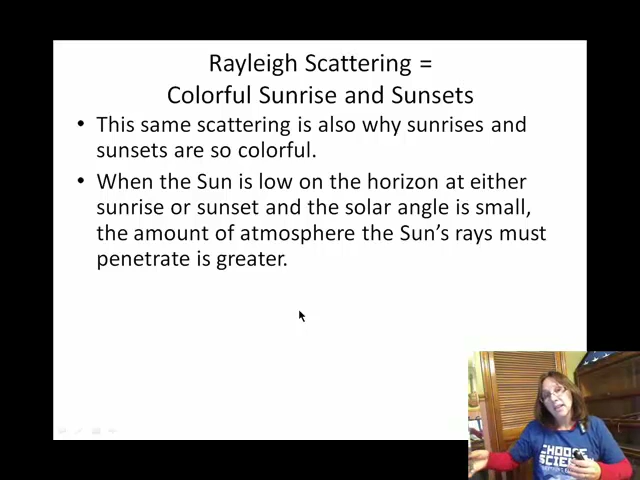 Rayleigh Scattering =
Colorful Sunrise and Sunsets
• This same scattering is also why sunrises and
sunsets are so colorful.
• When the Sun is low on the horizon at either
sunrise or sunset and the solar angle is small,
the amount of atmosphere the Sun's rays must
penetrate is greater.
CHOOSE
SCIENCE